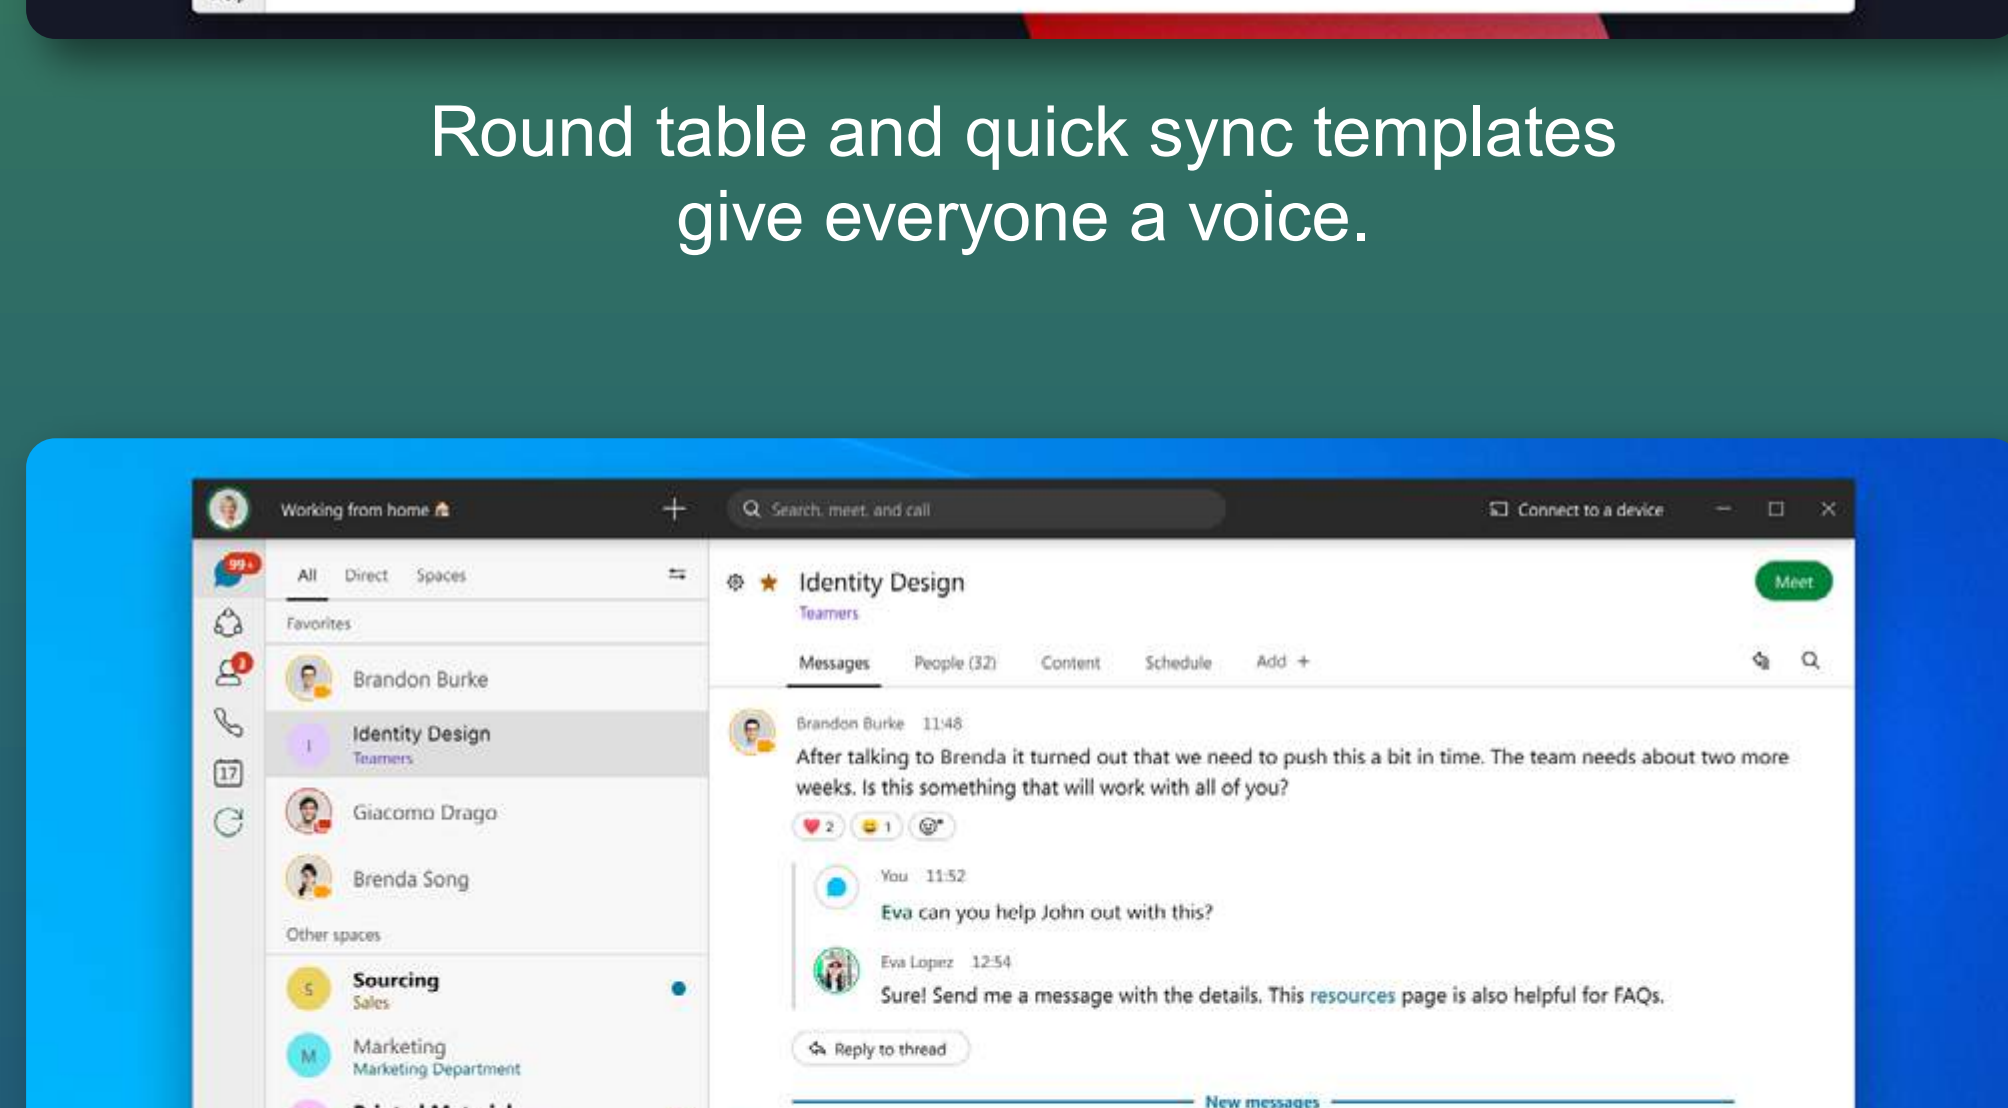 Round table and quick sync templates
give everyone a voice.
Working from home
Search, meet, and call
Connect to a device
99+
All Direct Spaces
Favorites
Brandon Burke
I
Identity Design
Teamers
17
Giacomo Drago
Brenda Song
Other spaces
S
Sourcing
Sales
M
Marketing
Marketing Department
Identity Design
Teamers
Meet
Messages People (32) Content Schedule Add +
Brandon Burke 11:48
After talking to Brenda it turned out that we need to push this a bit in time. The team needs about two more
weeks. Is this something that will work with all of you?
2 1
You 11:52
Eva can you help John out with this?
Eva Lopez 12:54
Sure! Send me a message with the details. This resources page is also helpful for FAQs.
Reply to thread
New messages